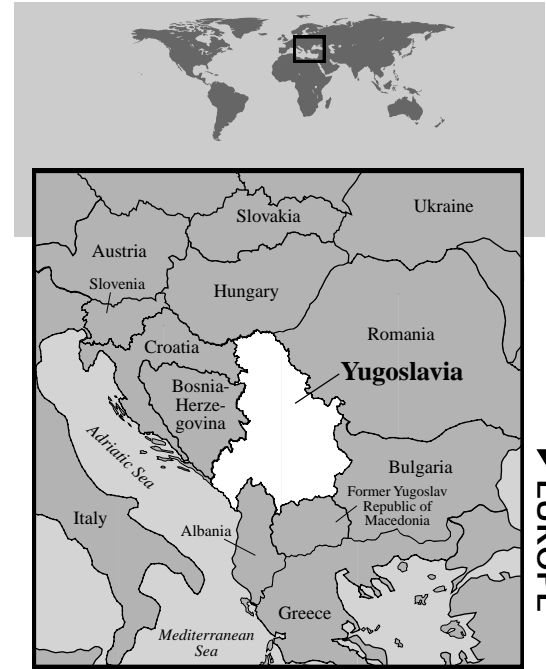 Slovakia
Ukraine
Austria
Slovenia
Hungary
Romania
Croatia
Yugoslavia
Bosnia-
Herze-
govina
Adriatic Sea
Bulgaria
Former Yugoslav
Republic of
Macedonia
Italy
Albania
Greece
Mediterranean
Sea
EUROPE